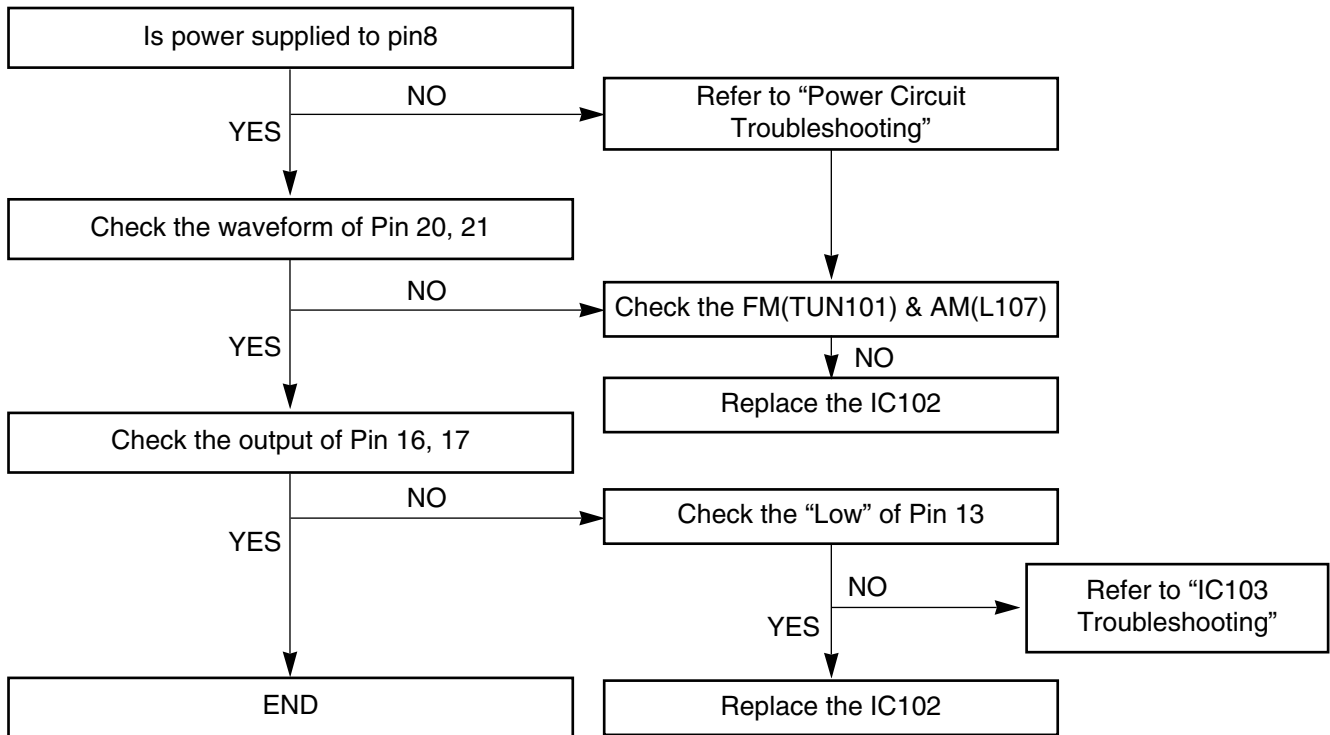 Is power supplied to pin8
NO
YES
Refer to “Power Circuit
Troubleshooting”
Check the waveform of Pin 20, 21
NO
YES
Check the FM(TUN101) & AM(L107)
NO
Replace the IC102
Check the output of Pin 16, 17
NO
YES
Check the “Low” of Pin 13
NO
YES
Refer to “IC103
Troubleshooting”
END
Replace the IC102